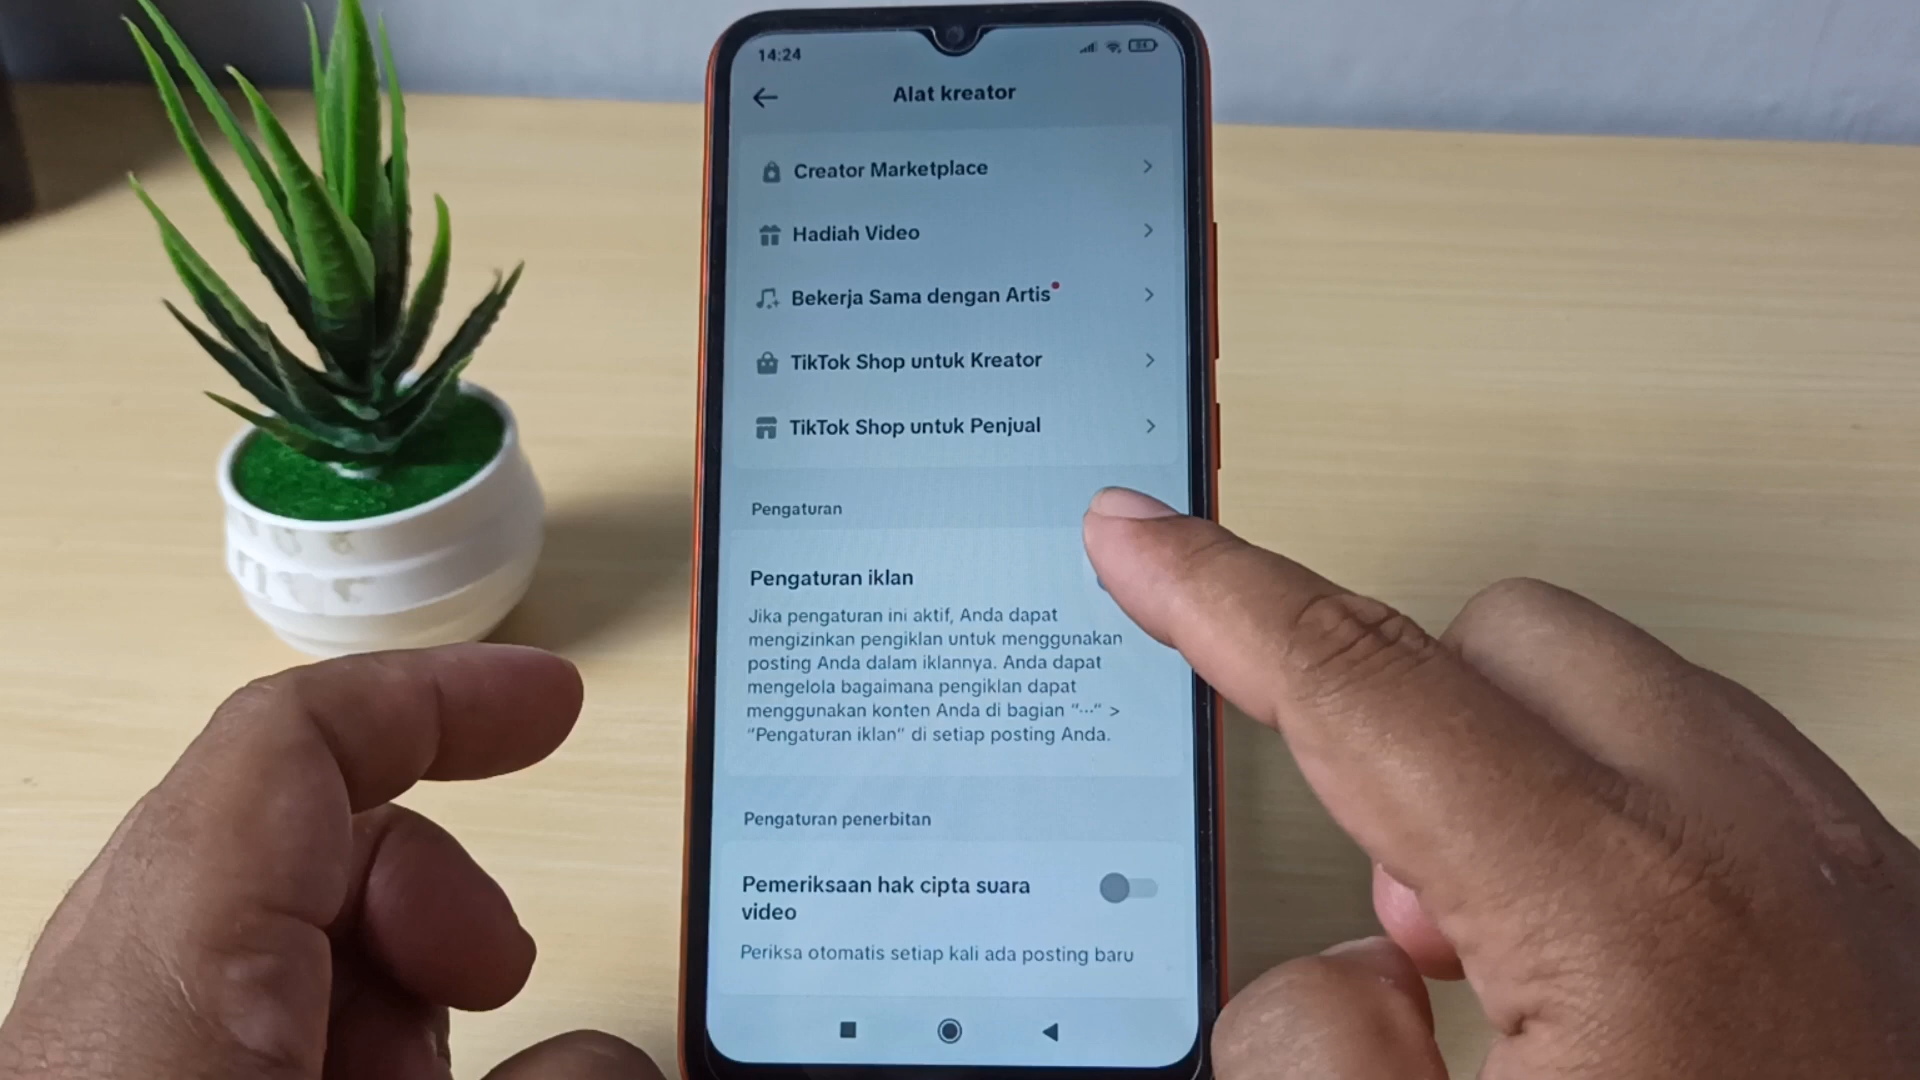 14:24
Alat kreator
Creator Marketplace
Hadiah Video
Bekerja Sama dengan Artis
TikTok Shop untuk Kreator
TikTok Shop untuk Penjual
Pengaturan
Pengaturan iklan
Jika pengaturan ini aktif, Anda dapat
mengizinkan pengiklan untuk menggunakan
posting Anda dalam iklannya. Anda dapat
mengelola bagaimana pengiklan dapat
menggunakan konten Anda di bagian “...“ >
“Pengaturan iklan“ di setiap posting Anda.
Pengaturan penerbitan
Pemeriksaan hak cipta suara
video
Periksa otomatis setiap kali ada posting baru